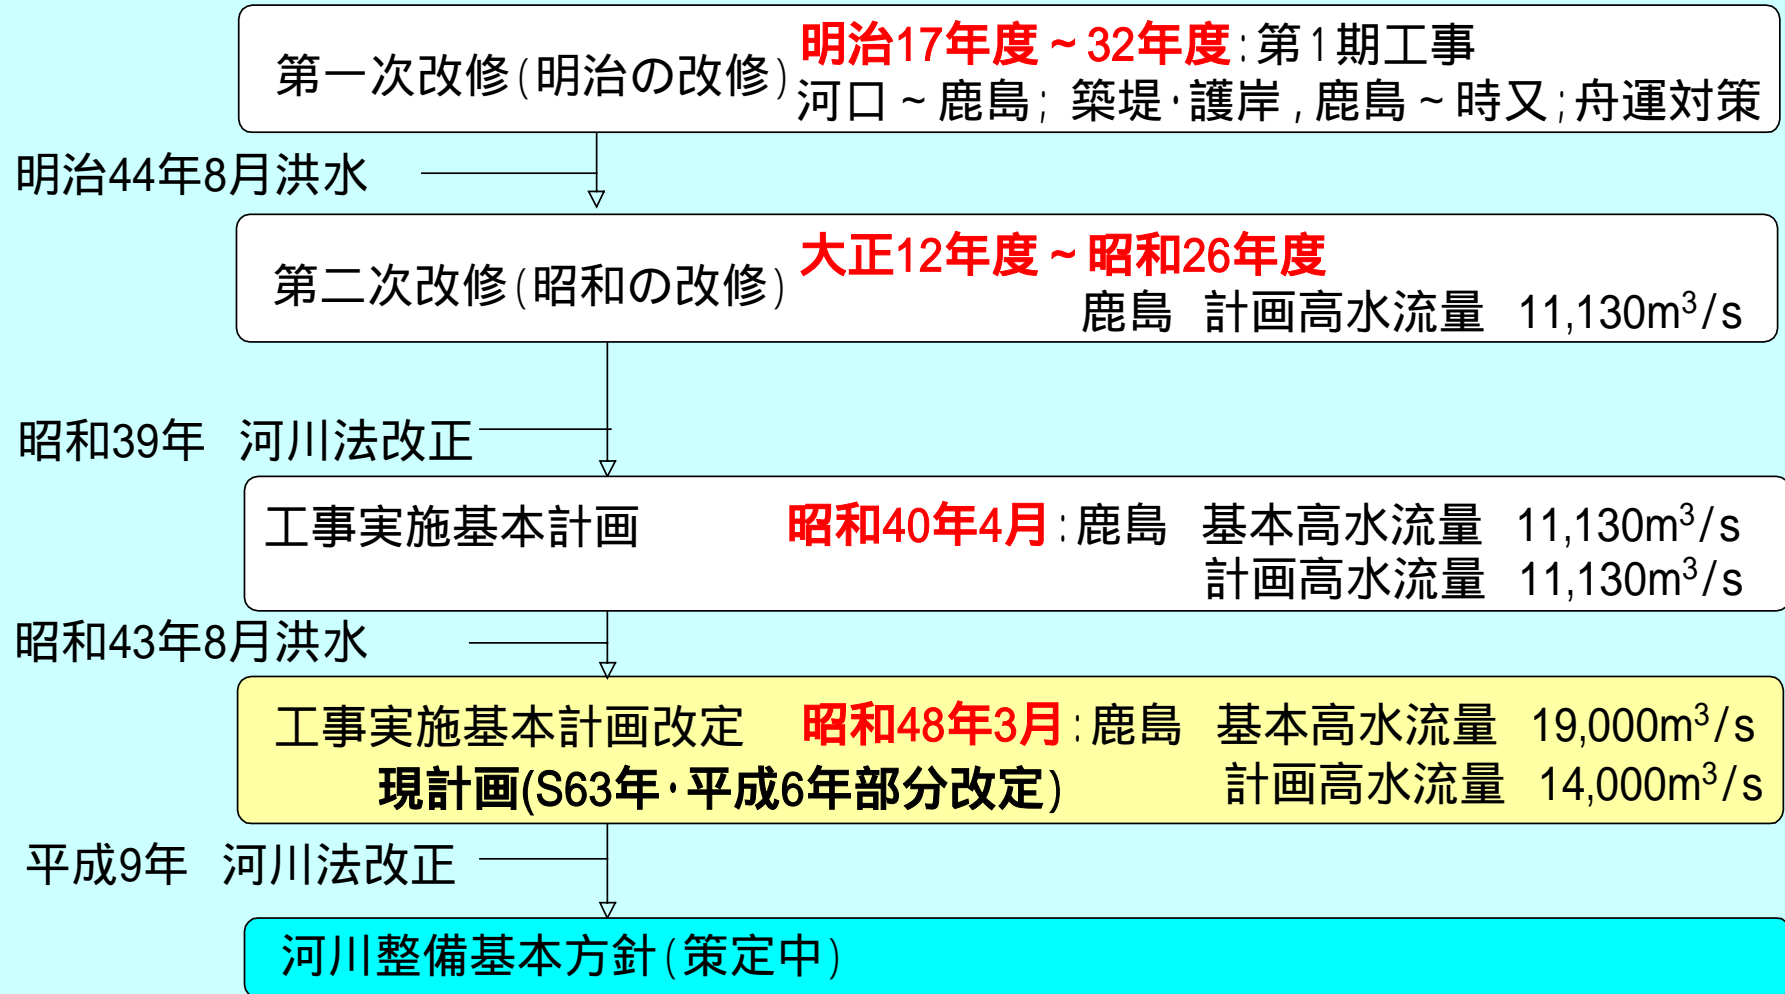 第一次改修(明治の改修) 明治17年度~32年度:第1期工事
河口~鹿島; 築堤・護岸,鹿島~時又;舟運対策
明治44年8月洪水
第二次改修(昭和の改修) 大正12年度~昭和26年度
鹿島 計画高水流量 11,130m³/s
昭和39年 河川法改正
工事実施基本計画 昭和40年4月:鹿島 基本高水流量 11,130m³/s
計画高水流量 11,130m³/s
昭和43年8月洪水
工事実施基本計画改定 昭和48年3月:鹿島 基本高水流量 19,000m³/s
現計画(S63年・平成6年部分改定) 計画高水流量 14,000m³/s
平成9年 河川法改正
河川整備基本方針(策定中)